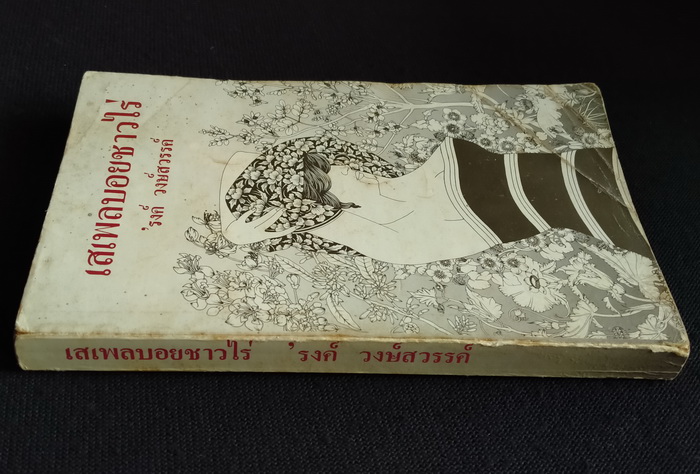 เสเพลบอยชาวไร่
'รงค์ วงษ์สวรรค์
เสเพลบอยชาวไร่ 'รงค์ วงษ์สวรรค์